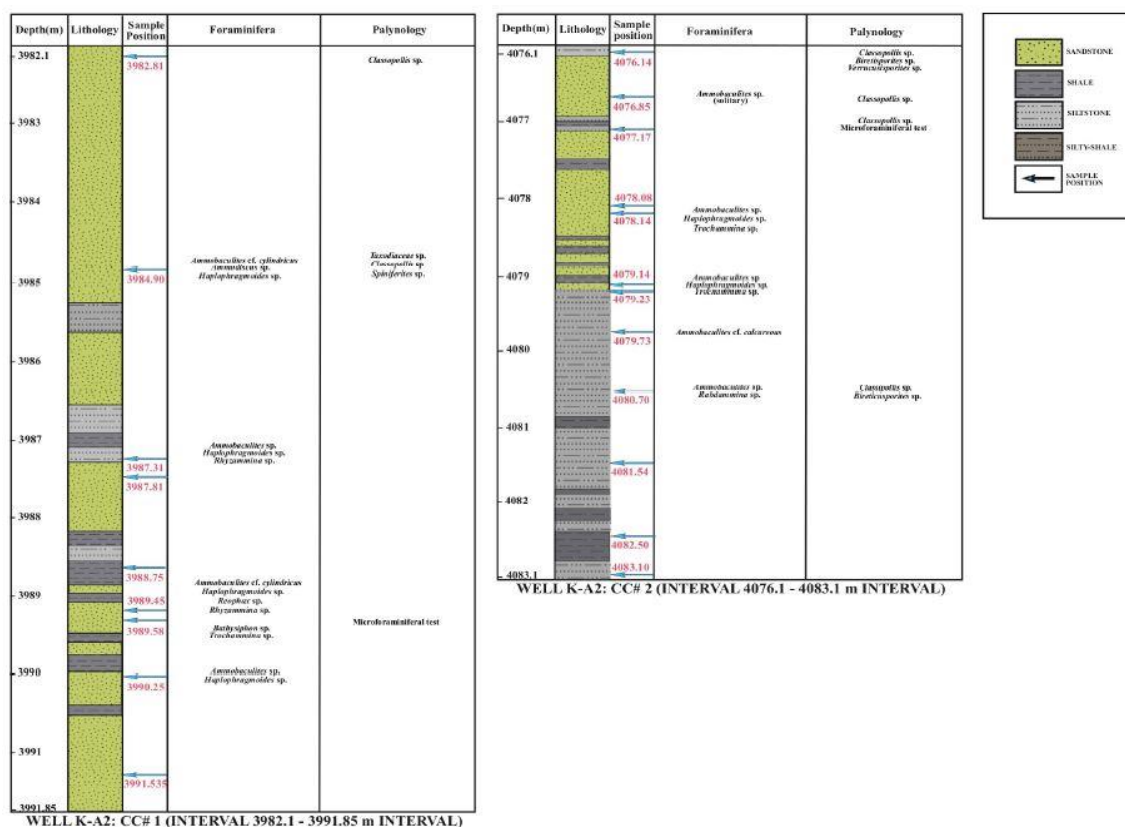 Depth(m) Lithology Sample Position Foraminifera Palynology
3982.1
3982.81
Classopollis sp.
3983
3984
Ammobaculites cf. cylindricus
Ammodiscus sp.
Haplophragmoides sp.
Taxodiaceae sp.
Classopollis sp.
Spiniferites sp.
3984.90
3985
3986
3987
Ammobaculites sp.
Haplophragmoides sp.
Rhyzammina sp.
3987.31
3987.81
3988
3988.75
Ammobaculites cf. cylindricus
Haplophragmoides sp.
Reophax sp.
Rhyzammina sp.
3989
3989.45
Bathysiphon sp.
Trochammina sp.
Microforaminiferal test
3989.58
3990
Ammobaculites sp.
Haplophragmoides sp.
3990.25
3991
3991.535
3991.85
WELL K-A2: CC# 1 (INTERVAL 3982.1 - 3991.85 m INTERVAL)
Depth(m) Lithology Sample position Foraminifera Palynology
4076.1
4076.14
Classopollis sp.
Biretisporites sp.
Verrucosisporites sp.
Ammobaculites sp.
(solitary)
Classopollis sp.
4076.85
4077
Classopollis sp.
Microforaminiferal test
4077.17
4078
4078.08
4078.14
Ammobaculites sp.
Haplophragmoides sp.
Trochammina sp.
4079
4079.14
Ammobaculites sp
Haplophragmoides sp.
Trochammina sp.
4079.23
Ammobaculites cf. calcareous
4079.73
4080
Ammobaculites sp.
Rabdammina sp.
Classopollis sp.
Bireticosporites sp.
4080.70
4081
4081.54
4082
4082.50
4083.10
4083.1
WELL K-A2: CC# 2 (INTERVAL 4076.1 - 4083.1 m INTERVAL)
SANDSTONE
SHALE
SILTSTONE
SILTY-SHALE
SAMPLE
POSITION